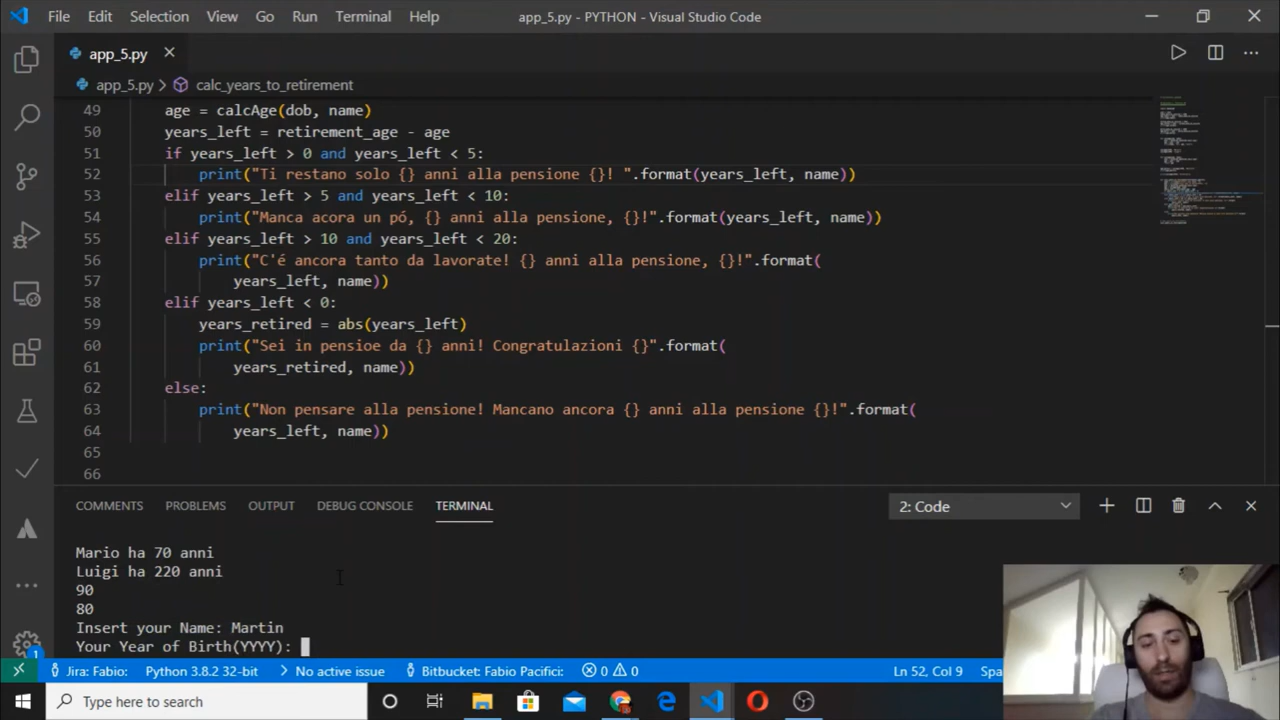 File Edit Selection View Go Run Terminal Help
app_5.py - PYTHON - Visual Studio Code
app_5.py
app_5.py > calc_years_to_retirement
49 age = calcAge(dob, name)
50 years_left = retirement_age - age
51 if years_left > 0 and years_left < 5:
52 print("Ti restano solo {} anni alla pensione {}! ".format(years_left, name))
53 elif years_left > 5 and years_left < 10:
54 print("Manca acora un pó, {} anni alla pensione, {}!".format(years_left, name))
55 elif years_left > 10 and years_left < 20:
56 print("C'é ancora tanto da lavorate! {} anni alla pensione, {}!".format(
57 years_left, name))
58 elif years_left < 0:
59 years_retired = abs(years_left)
60 print("Sei in pensioe da {} anni! Congratulazioni {}".format(
61 years_retired, name))
62 else:
63 print("Non pensare alla pensione! Mancano ancora {} anni alla pensione {}!".format(
64 years_left, name))
65
66
COMMENTS PROBLEMS OUTPUT DEBUG CONSOLE TERMINAL 2: Code
Mario ha 70 anni
Luigi ha 220 anni
90
80
Insert your Name: Martin
Your Year of Birth(YYYY):
1
Jira: Fabio: Python 3.8.2 32-bit No active issue Bitbucket: Fabio Pacifici: 0 0 Ln 52, Col 9 Spa
Type here to search